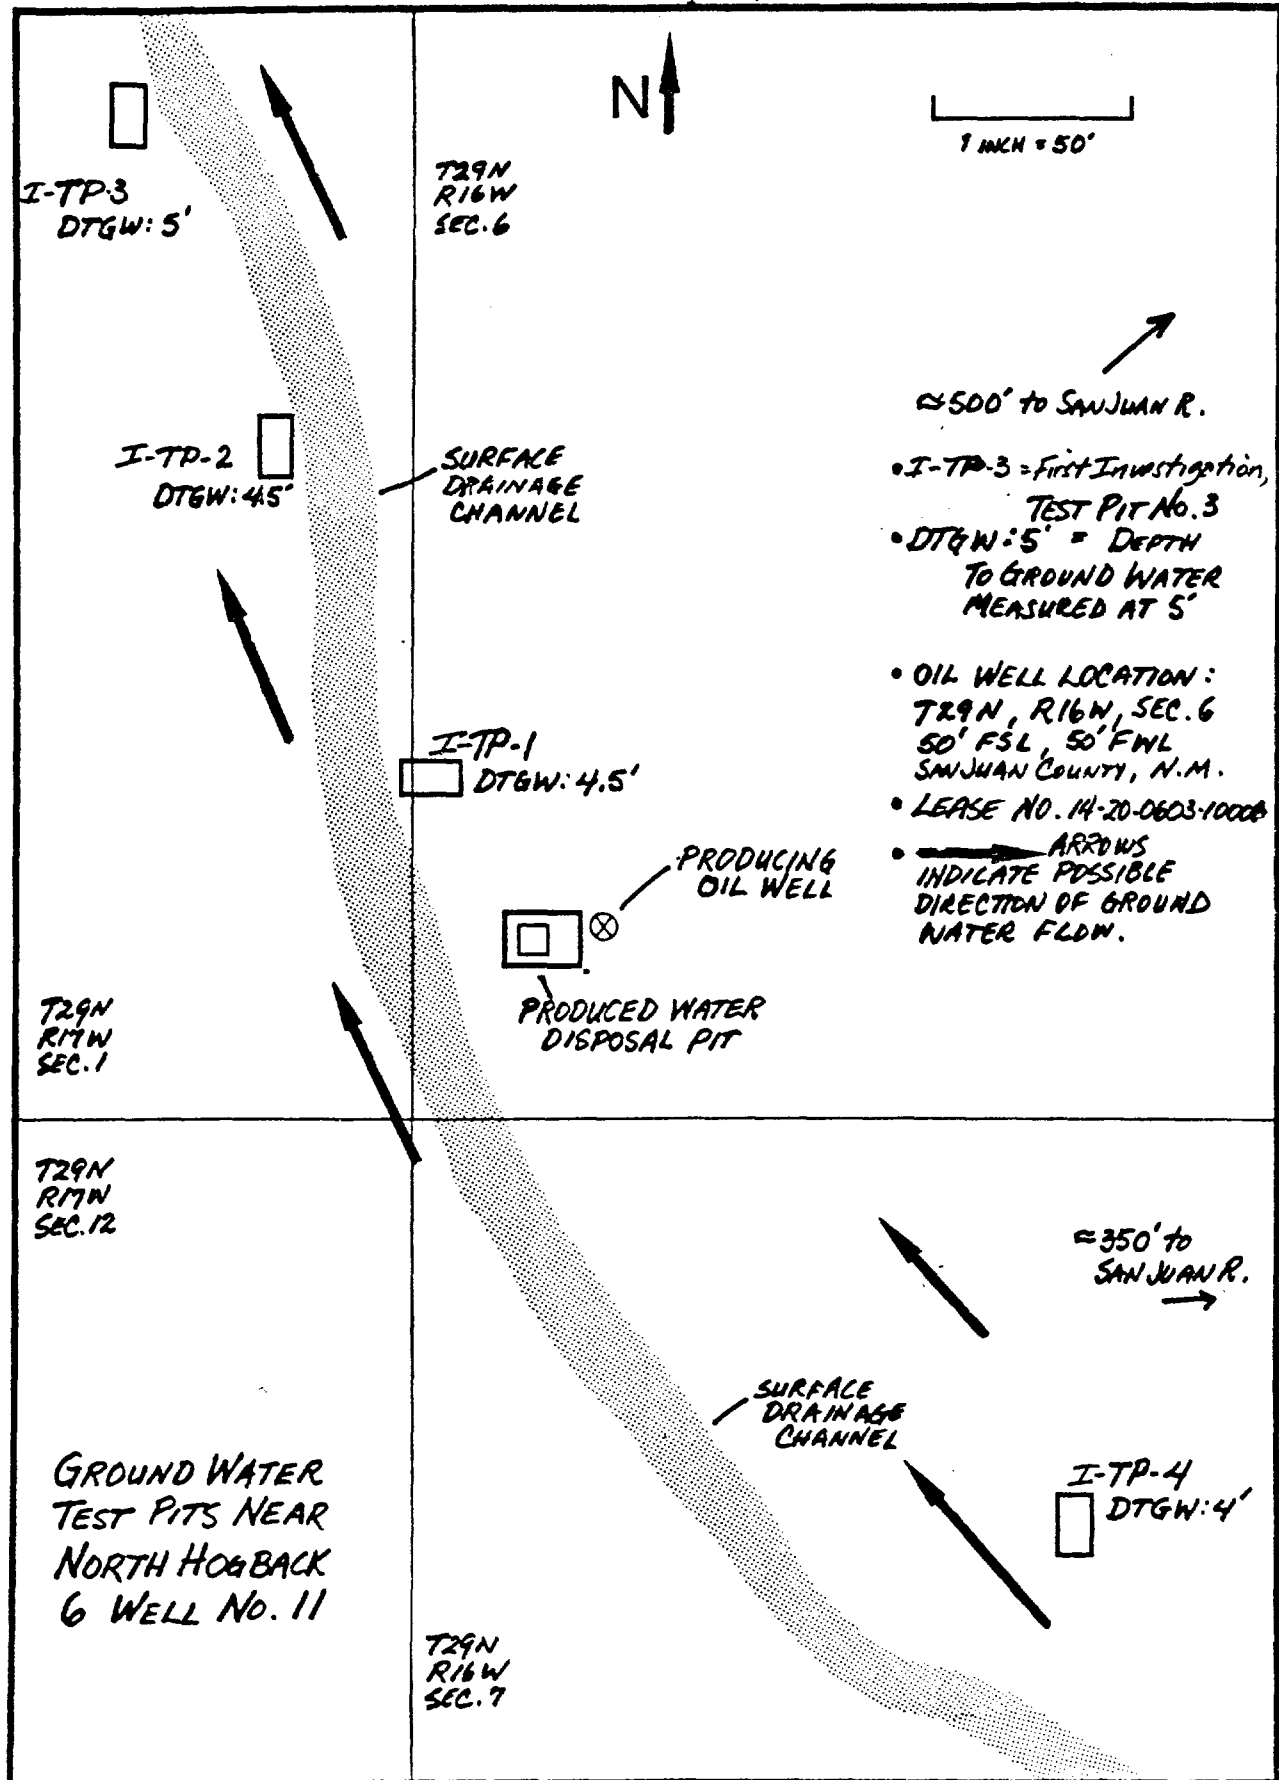 N
1 INCH = 50'
I-TP-3
DTGW: 5'
T29N
R16W
SEC. 6
≈500' to SAN JUAN R.
I-TP-2
DTGW: 4.5'
SURFACE
DRAINAGE
CHANNEL
• I-TP-3 = First Investigation,
TEST PIT No. 3
• DTGW: 5' = DEPTH
TO GROUND WATER
MEASURED AT 5'
• OIL WELL LOCATION:
T29N, R16W, SEC. 6
50' FSL, 50' FWL
SAN JUAN COUNTY, N.M.
• LEASE NO. 14-20-0603-10008
• ARROWS
INDICATE POSSIBLE
DIRECTION OF GROUND
WATER FLOW.
I-TP-1
DTGW: 4.5'
PRODUCING
OIL WELL
PRODUCED WATER
DISPOSAL PIT
T29N
R17W
SEC. 1
T29N
R17W
SEC. 12
≈350' to
SAN JUAN R.
SURFACE
DRAINAGE
CHANNEL
I-TP-4
DTGW: 4'
GROUND WATER
TEST PITS NEAR
NORTH HOGBACK
6 WELL No. 11
T29N
R16W
SEC. 7